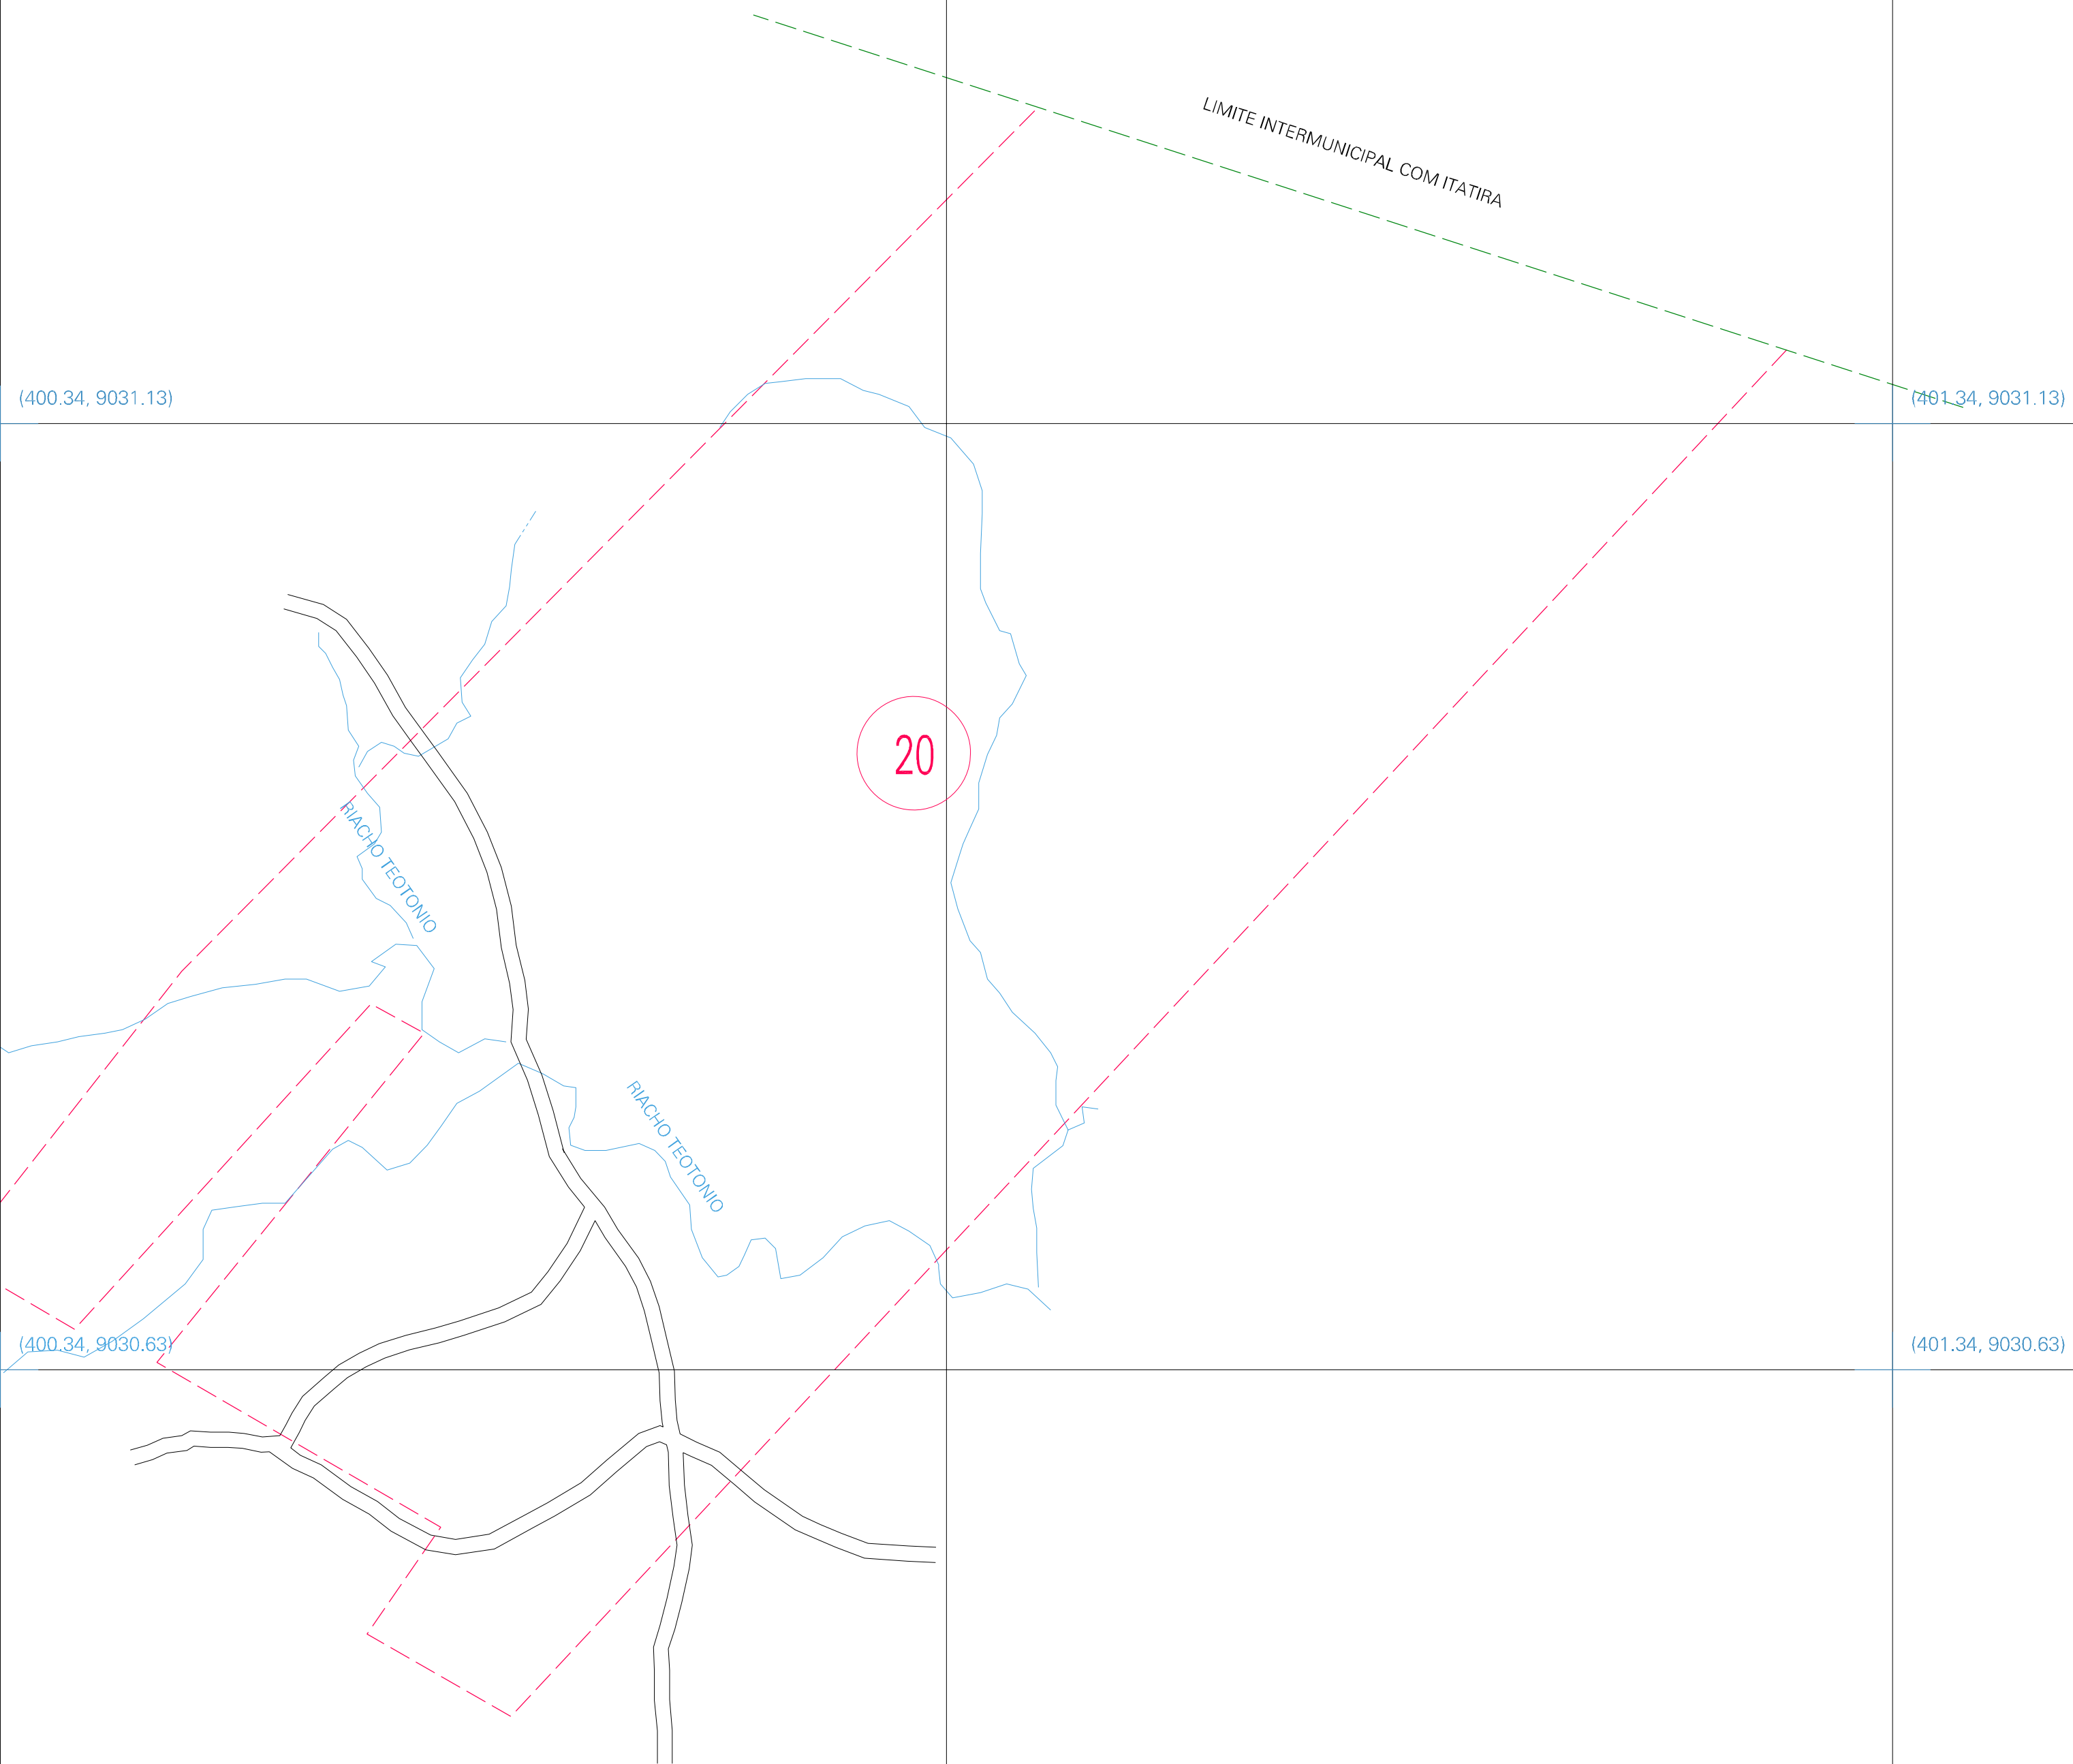 LIMITE INTERMUNICIPAL COM ITATIRA
(400.34, 9031.13)
(401.34, 9031.13)
20
RIACHO TEOTONIO
RIACHO TEOTONIO
(400.34, 9030.63)
(401.34, 9030.63)